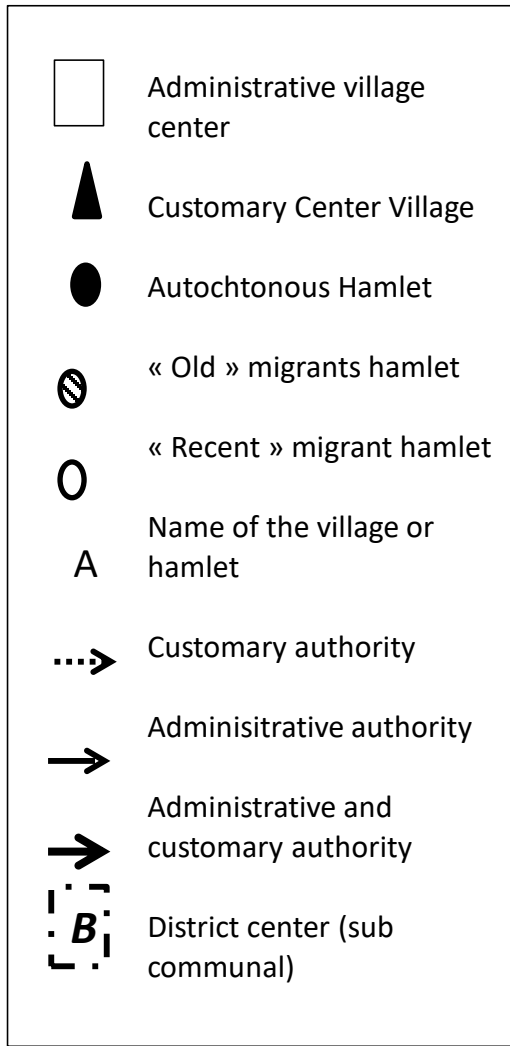 Administrative village
center
Customary Center Village
Autochtonous Hamlet
« Old » migrants hamlet
« Recent » migrant hamlet
A
Name of the village or
hamlet
Customary authority
Adminisitrative authority
Administrative and
customary authority
B
District center (sub
communal)